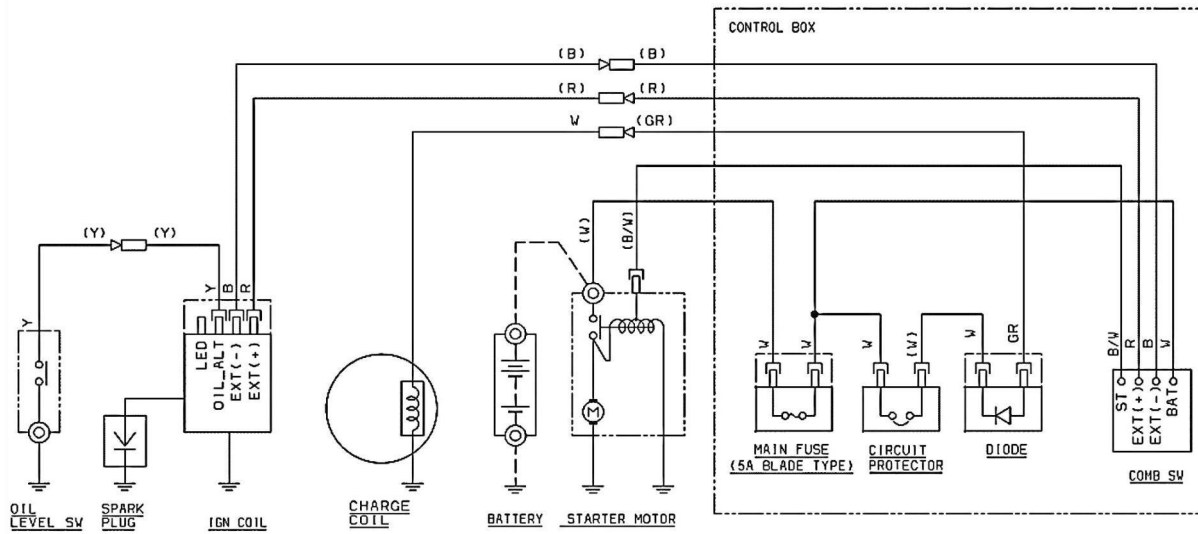 CONTROL BOX
(B) (B)
(R) (R)
W (GR)
(Y) (Y)
(W)
(B/W)
Y
Y
B
R
LED
OIL_ALT
EXT(-)
EXT(+)
W
W
W
(W)
W
GR
B/W
R
B
W
ST
EXT(+)
EXT(-)
BAT
M
MAIN FUSE
(5A BLADE TYPE)
CIRCUIT
PROTECTOR
DIODE
COMB SW
OIL
LEVEL SW
SPARK
PLUG
IGN COIL
CHARGE
COIL
BATTERY
STARTER MOTOR